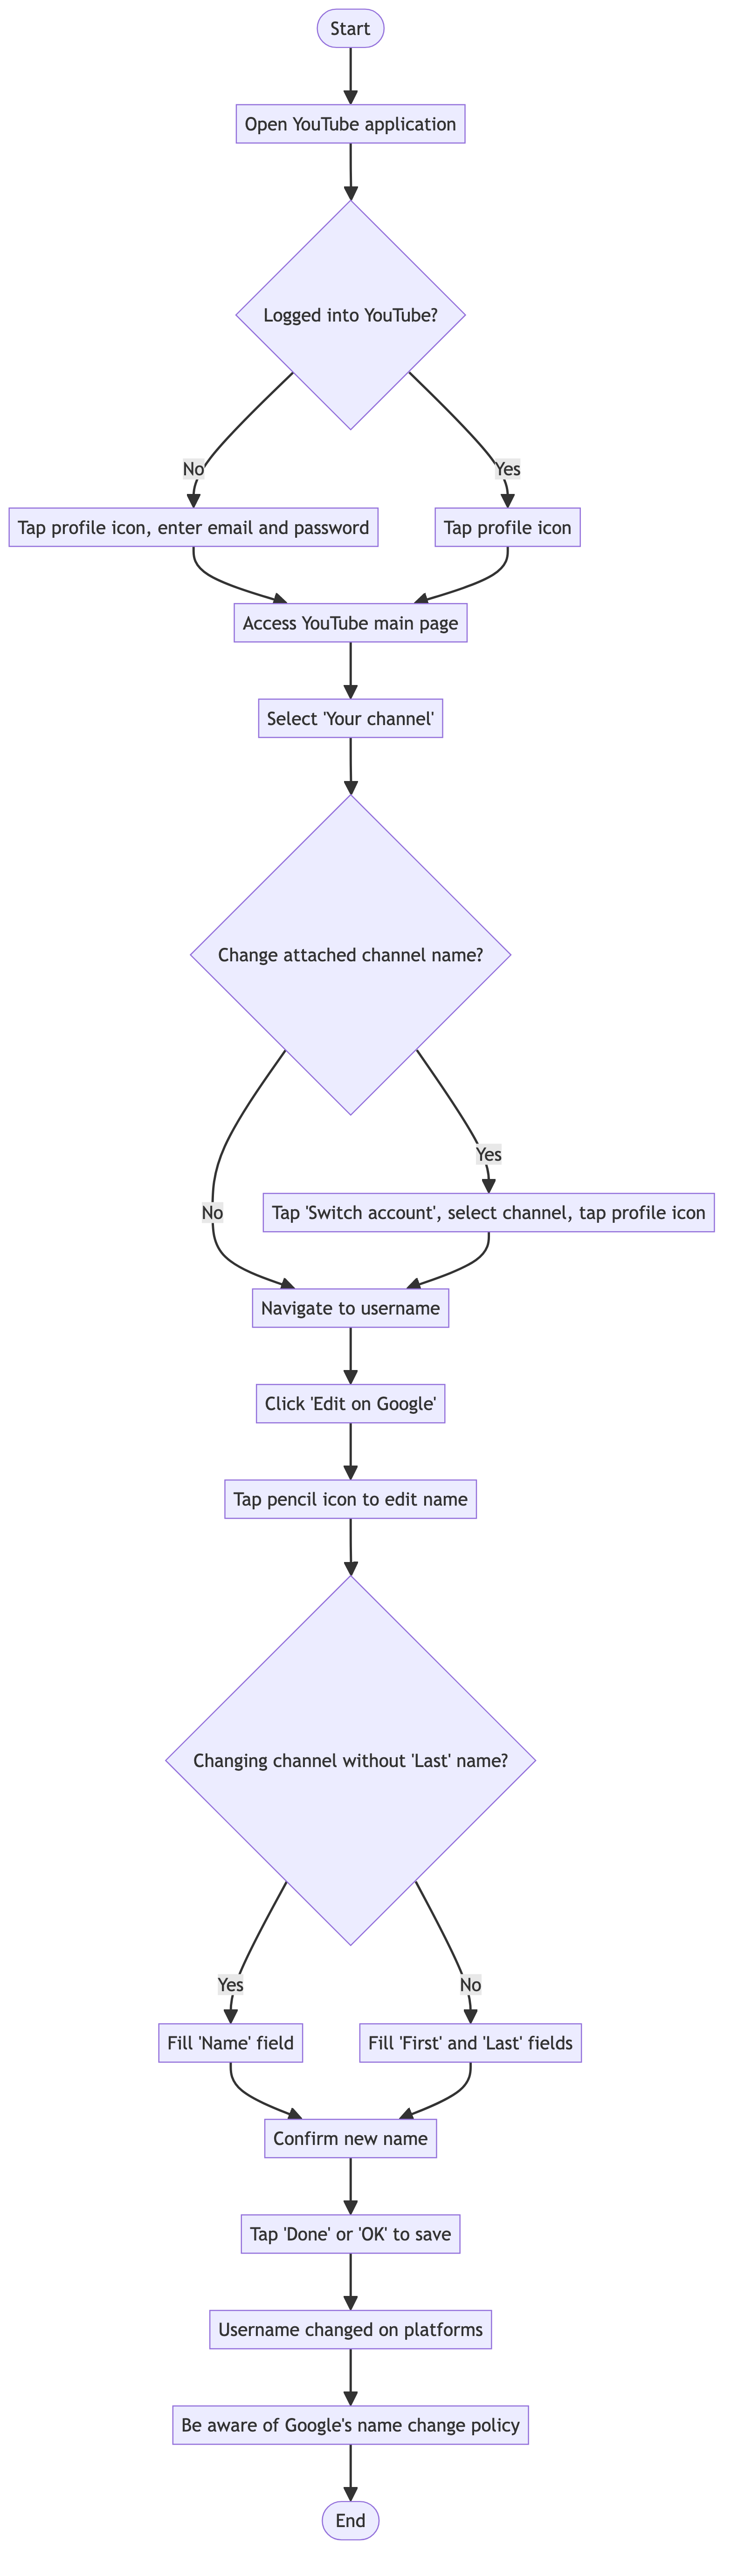 Start
Open YouTube application
Logged into YouTube?
No
Yes
Tap profile icon, enter email and password
Tap profile icon
Access YouTube main page
Select 'Your channel'
Change attached channel name?
Yes
No
Tap 'Switch account', select channel, tap profile icon
Navigate to username
Click 'Edit on Google'
Tap pencil icon to edit name
Changing channel without 'Last' name?
Yes
No
Fill 'Name' field
Fill 'First' and 'Last' fields
Confirm new name
Tap 'Done' or 'OK' to save
Username changed on platforms
Be aware of Google's name change policy
End